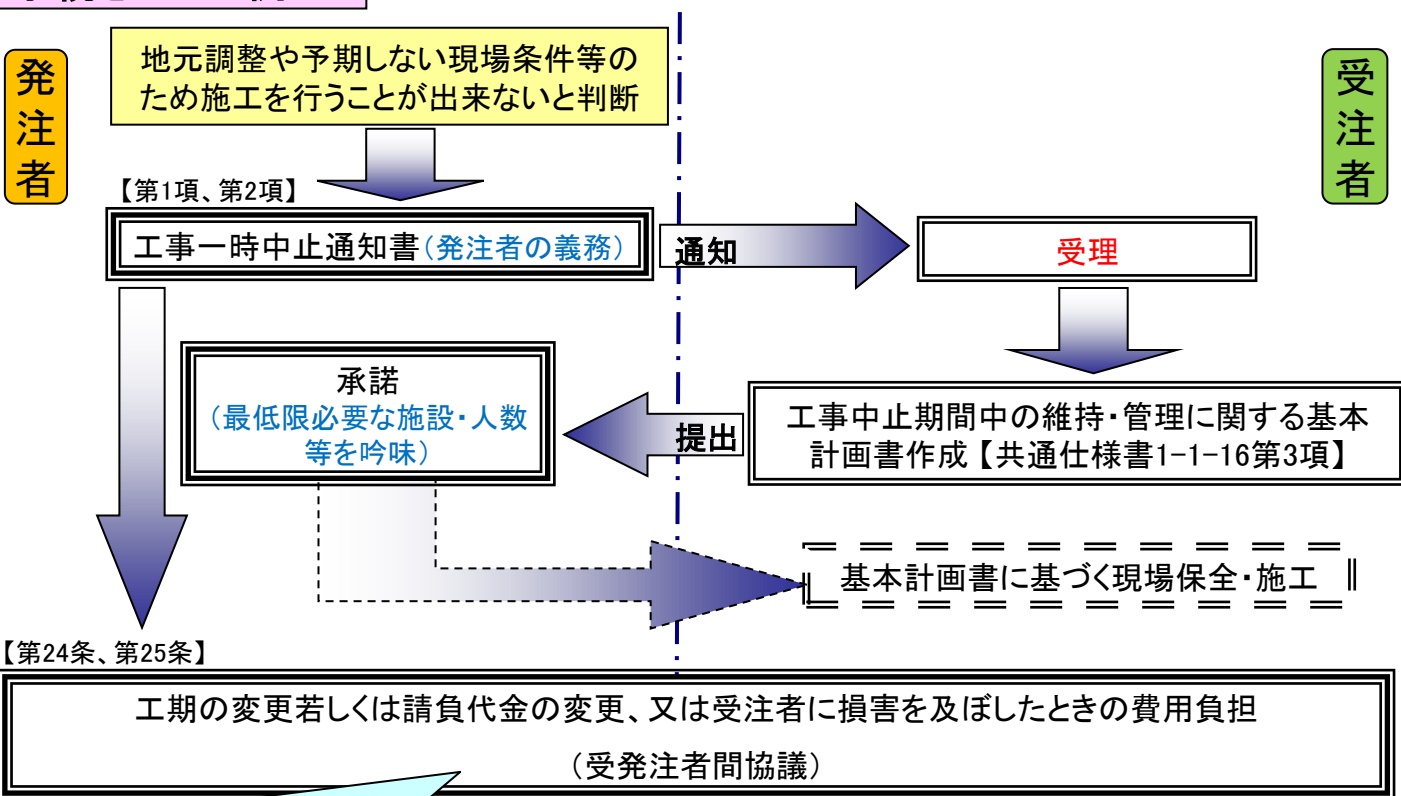 発注者
地元調整や予期しない現場条件等の
ため施工を行うことが出来ないと判断
受注者
【第1項、第2項】
工事一時中止通知書(発注者の義務)
通知
受理
承諾
(最低限必要な施設・人数
等を吟味)
提出
工事中止期間中の維持・管理に関する基本
計画書作成【共通仕様書1-1-16第3項】
基本計画書に基づく現場保全・施工
【第24条、第25条】
工期の変更若しくは請負代金の変更、又は受注者に損害を及ぼしたときの費用負担
(受発注者間協議)